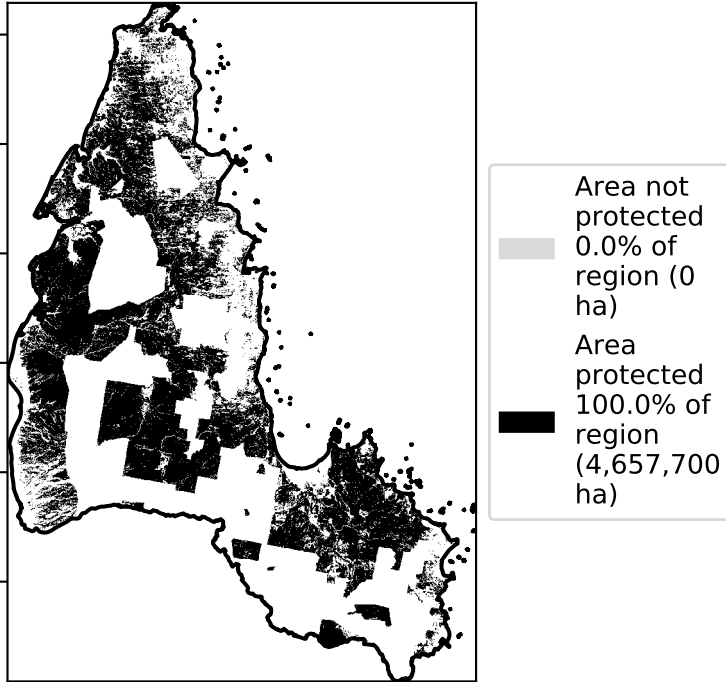 Area not
protected
0.0% of
region (0
ha)
Area
protected
100.0% of
region
(4,657,700
ha)